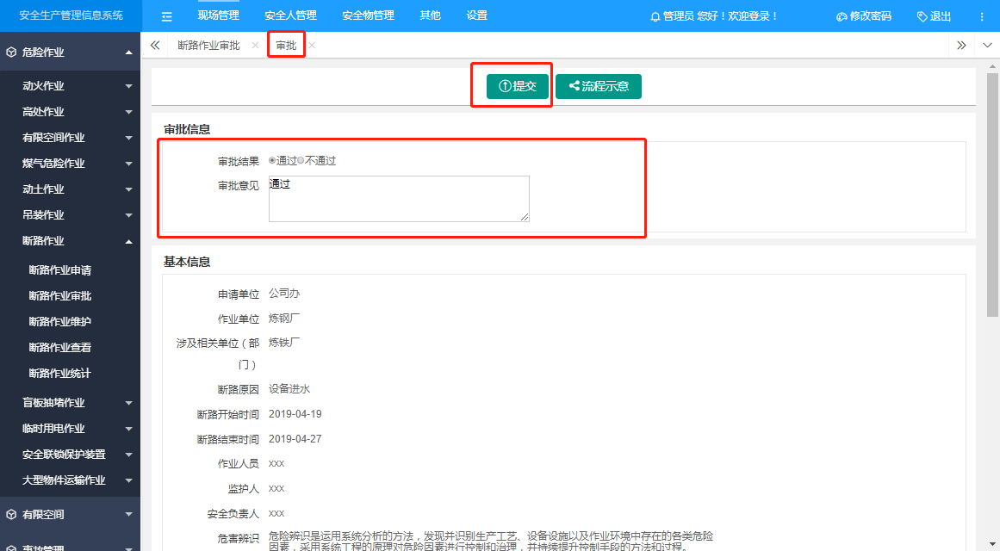 安全生产管理信息系统
现场管理 安全人管理 安全物管理 其他 设置
管理员 您好！欢迎登录！ 修改密码 退出
危险作业
断路作业审批 审批
动火作业
高处作业
有限空间作业
煤气危险作业
动土作业
吊装作业
断路作业
断路作业申请
断路作业审批
断路作业维护
断路作业查看
断路作业统计
盲板抽堵作业
临时用电作业
安全联锁保护装置
大型物件运输作业
有限空间
事故管理
提交 流程示意
审批信息
审批结果 通过 不通过
审批意见 通过
基本信息
申请单位 公司办
作业单位 炼钢厂
涉及相关单位（部 炼铁厂
门）
断路原因 设备进水
断路开始时间 2019-04-19
断路结束时间 2019-04-27
作业人员 xxx
监护人 xxx
安全负责人 xxx
危害辨识 危险辨识是运用系统分析的方法，发现并识别生产工艺、设备设施以及作业环境中存在的各类危险
因素，采用系统工程的原理对危险因素进行控制和治理，并持续提升控制手段的方法和过程。